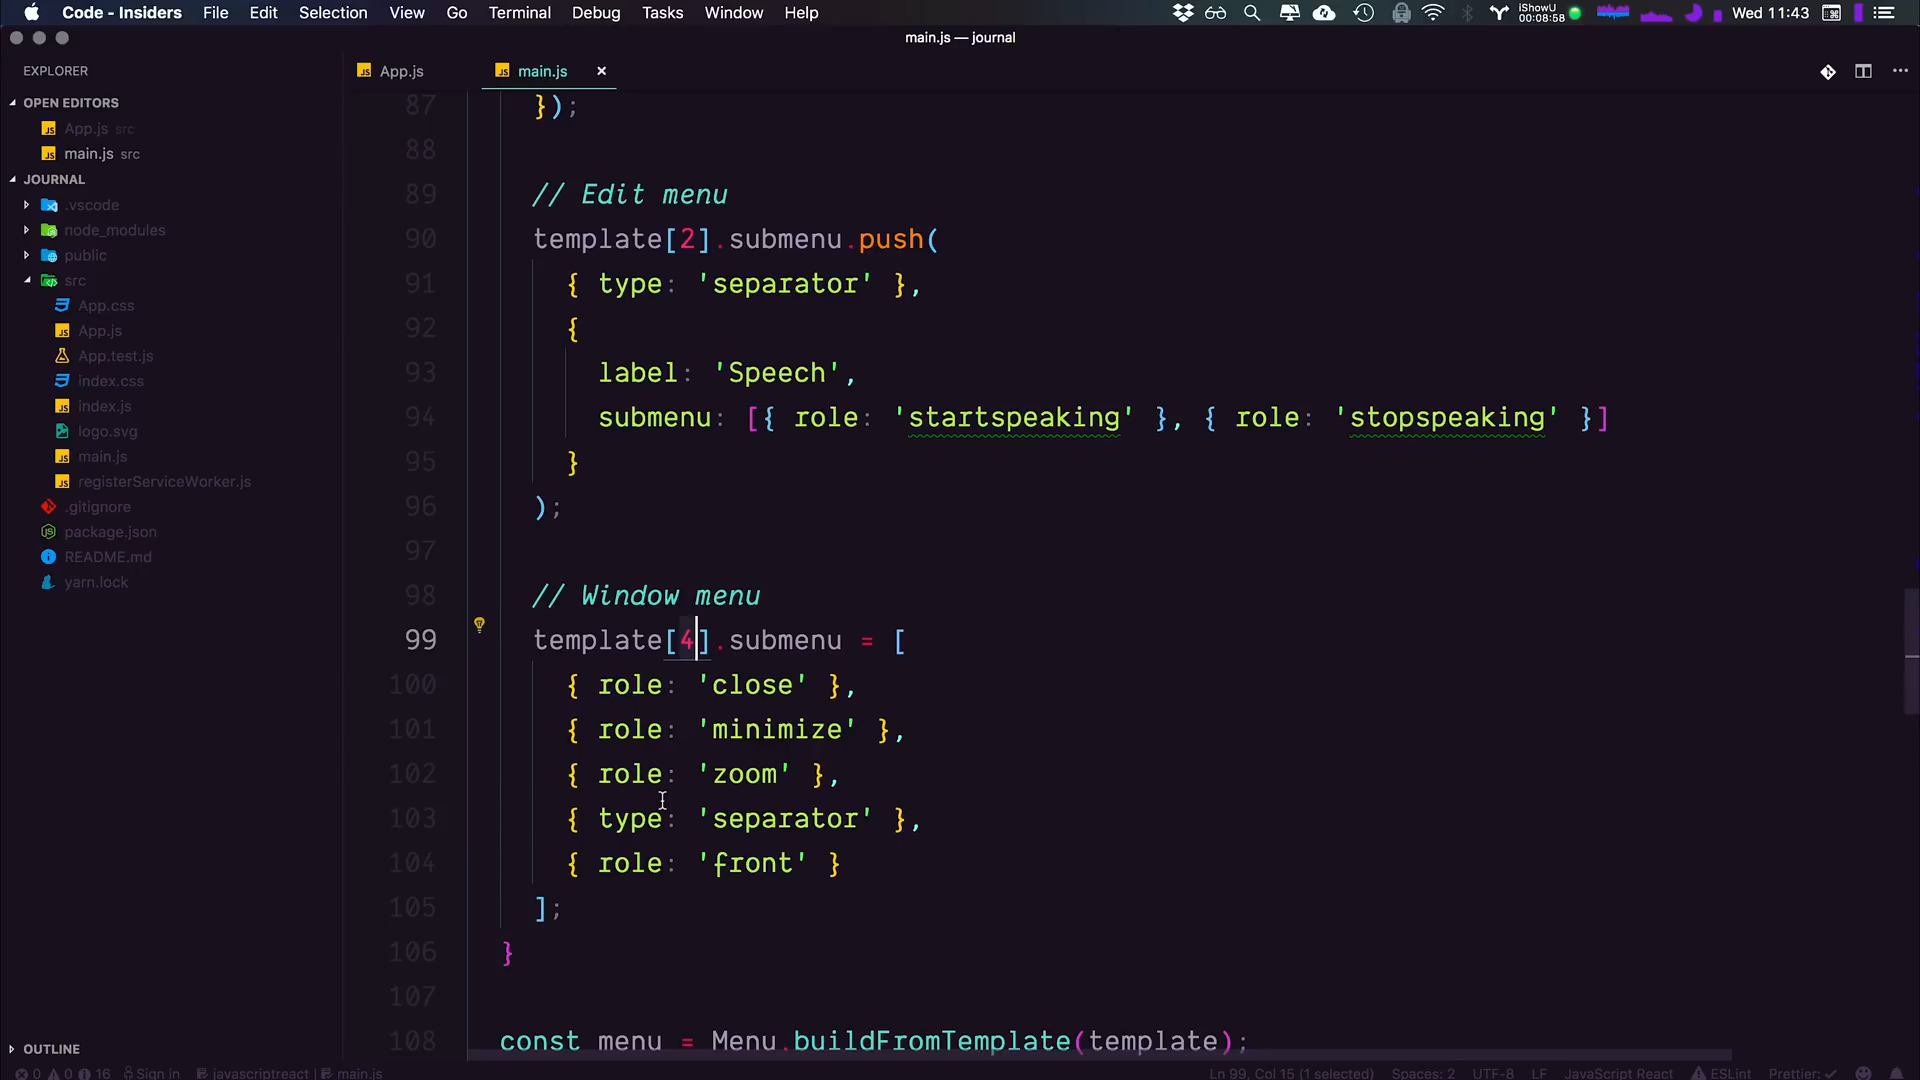 Code - Insiders File Edit Selection View Go Terminal Debug Tasks Window Help iShowU 00:08:58 Wed 11:43
main.js — journal
EXPLORER
OPEN EDITORS
App.js src
main.js src
JOURNAL
.vscode
node_modules
public
src
App.css
App.js
App.test.js
index.css
index.js
logo.svg
main.js
registerServiceWorker.js
.gitignore
package.json
README.md
yarn.lock
OUTLINE
App.js main.js
87 });
88
89 // Edit menu
90 template[2].submenu.push(
91 { type: 'separator' },
92 {
93 label: 'Speech',
94 submenu: [{ role: 'startspeaking' }, { role: 'stopspeaking' }]
95 }
96 );
97
98 // Window menu
99 template[4].submenu = [
100 { role: 'close' },
101 { role: 'minimize' },
102 { role: 'zoom' },
103 { type: 'separator' },
104 { role: 'front' }
105 ];
106 }
107
108 const menu = Menu.buildFromTemplate(template);
0 0 16 Sign in javascriptreact main.js Ln 99, Col 15 (1 selected) Spaces: 2 UTF-8 LF JavaScript React ESLint Prettier: